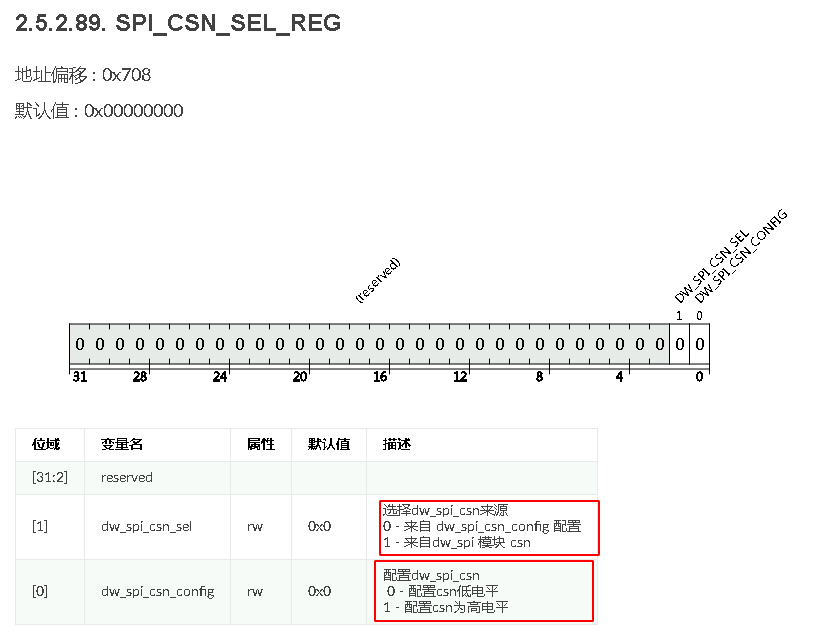 2.5.2.89. SPI_CSN_SEL_REG
地址偏移 : 0x708
默认值 : 0x00000000
(reserved)
DW_SPI_CSN_SEL
DW_SPI_CSN_CONFIG
1 0
0 0 0 0 0 0 0 0 0 0 0 0 0 0 0 0 0 0 0 0 0 0 0 0 0 0 0 0 0 0 0 0
31 28 24 20 16 12 8 4 0
位域 变量名 属性 默认值 描述
[31:2] reserved
选择dw_spi_csn来源
[1] dw_spi_csn_sel rw 0x0 0 - 来自 dw_spi_csn_config 配置
1 - 来自dw_spi 模块 csn
配置dw_spi_csn
[0] dw_spi_csn_config rw 0x0 0 - 配置csn低电平
1 - 配置csn为高电平